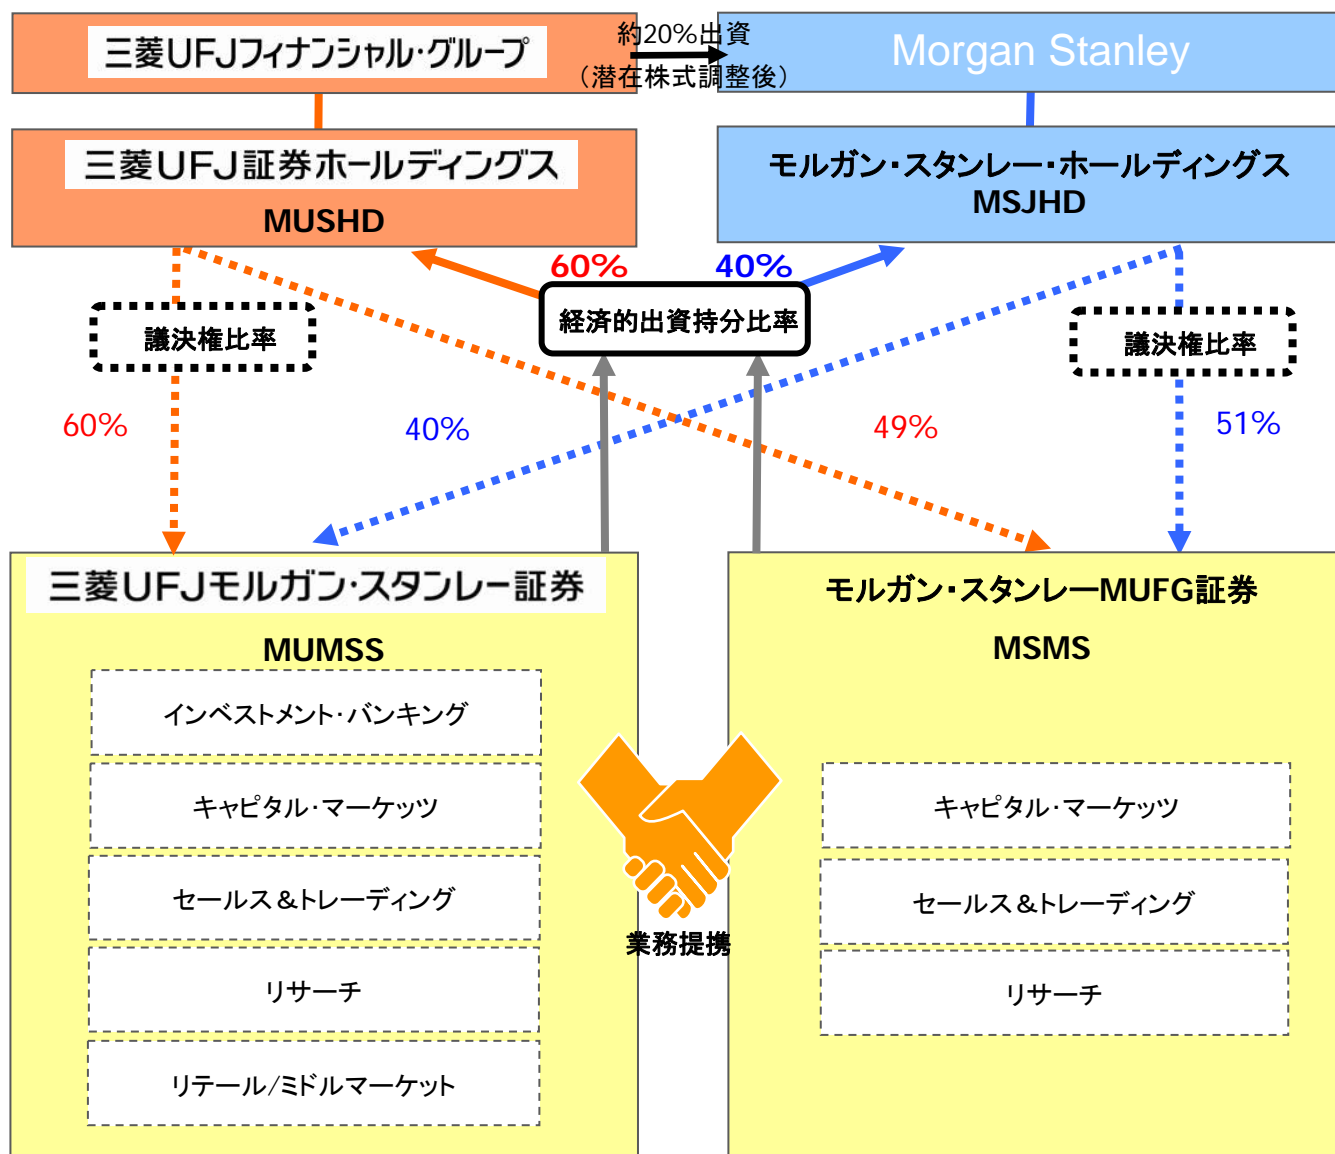 三菱UFJフィナンシャル・グループ
約20%出資
（潜在株式調整後）
Morgan Stanley
三菱UFJ証券ホールディングス
MUSHD
モルガン・スタンレー・ホールディングス
MSJHD
60%
40%
経済的出資持分比率
議決権比率
議決権比率
60%
40%
49%
51%
三菱UFJモルガン・スタンレー証券
MUMSS
インベストメント・バンキング
キャピタル・マーケッツ
セールス&トレーディング
リサーチ
リテール/ミドルマーケット
業務提携
モルガン・スタンレーMUFG証券
MSMS
キャピタル・マーケッツ
セールス&トレーディング
リサーチ